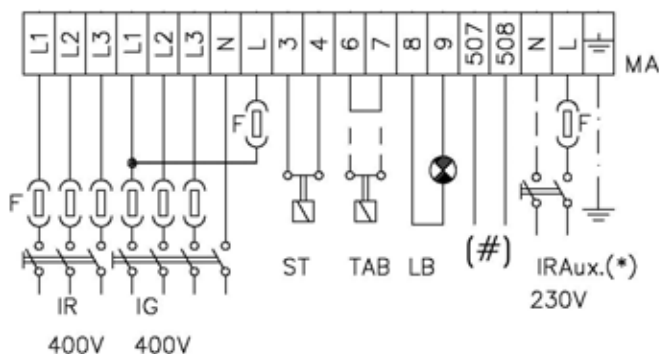 L1 L2 L3 L1 L2 L3 N L 3 4 6 7 8 9 507 508 N L
MA
F F
F
ST TAB LB (#) IRAux.(*)
230V
IR IG
400V 400V